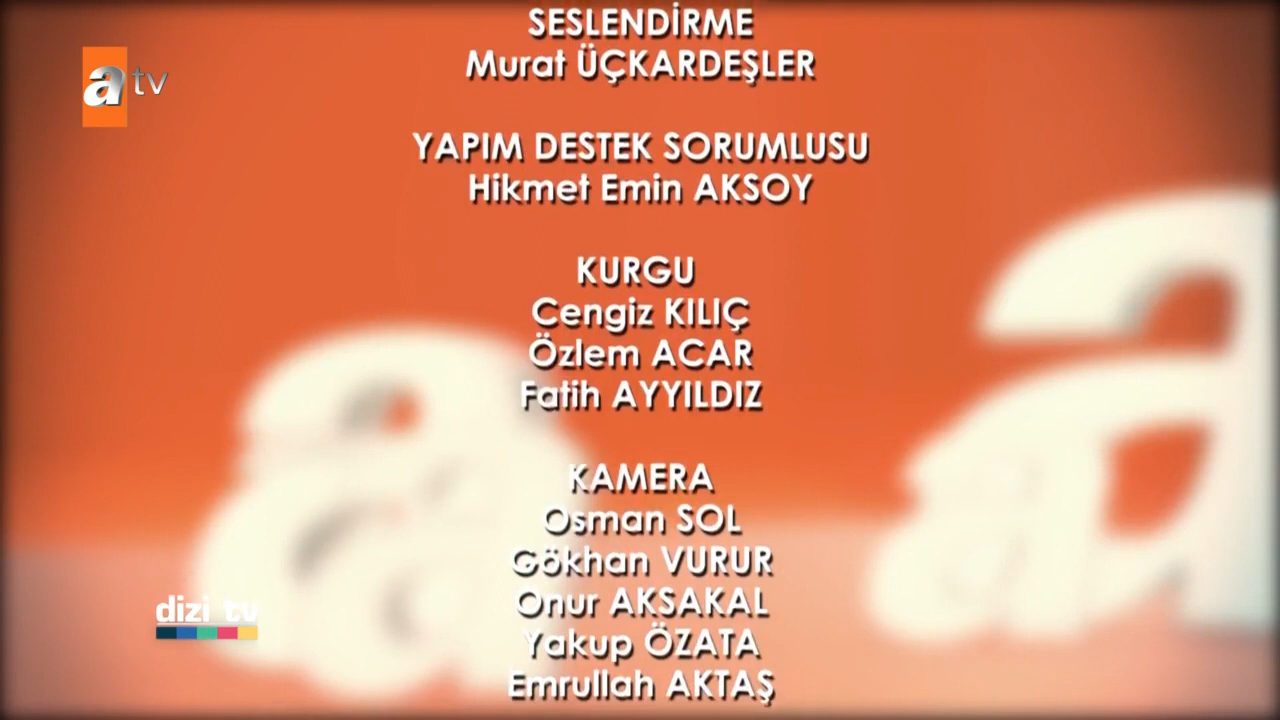 SESLENDİRME
Murat ÜÇKARDEŞLER
atv
YAPIM DESTEK SORUMLUSU
Hikmet Emin AKSOY
KURGU
Cengiz KILIÇ
Özlem ACAR
Fatih AYYILDIZ
KAMERA
Osman SOL
Gökhan VURUR
Onur AKSAKAL
dizi tv
Yakup ÖZATA
Emrullah AKTAŞ